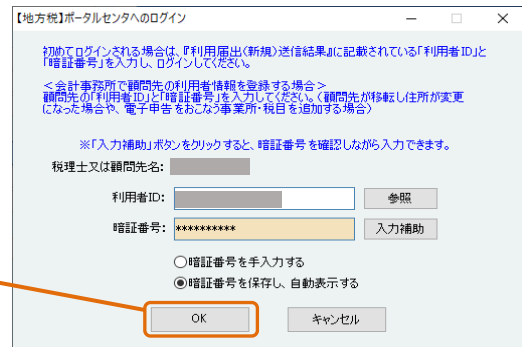 【地方税】ポータルセンタへのログイン
初めてログインされる場合は、『利用届出(新規)送信結果』に記載されている「利用者ID」と
「暗証番号」を入力し、ログインしてください。
＜会計事務所で顧問先の利用者情報を登録する場合＞
顧問先の「利用者ID」と「暗証番号」を入力してください。（顧問先が移転し住所が変更
になった場合や、電子申告をおこなう事業所・税目を追加する場合）
※「入力補助」ボタンをクリックすると、暗証番号を確認しながら入力できます。
税理士又は顧問先名:
利用者ID: 参照
暗証番号: ********** 入力補助
○暗証番号を手入力する
◉暗証番号を保存し、自動表示する
OK キャンセル